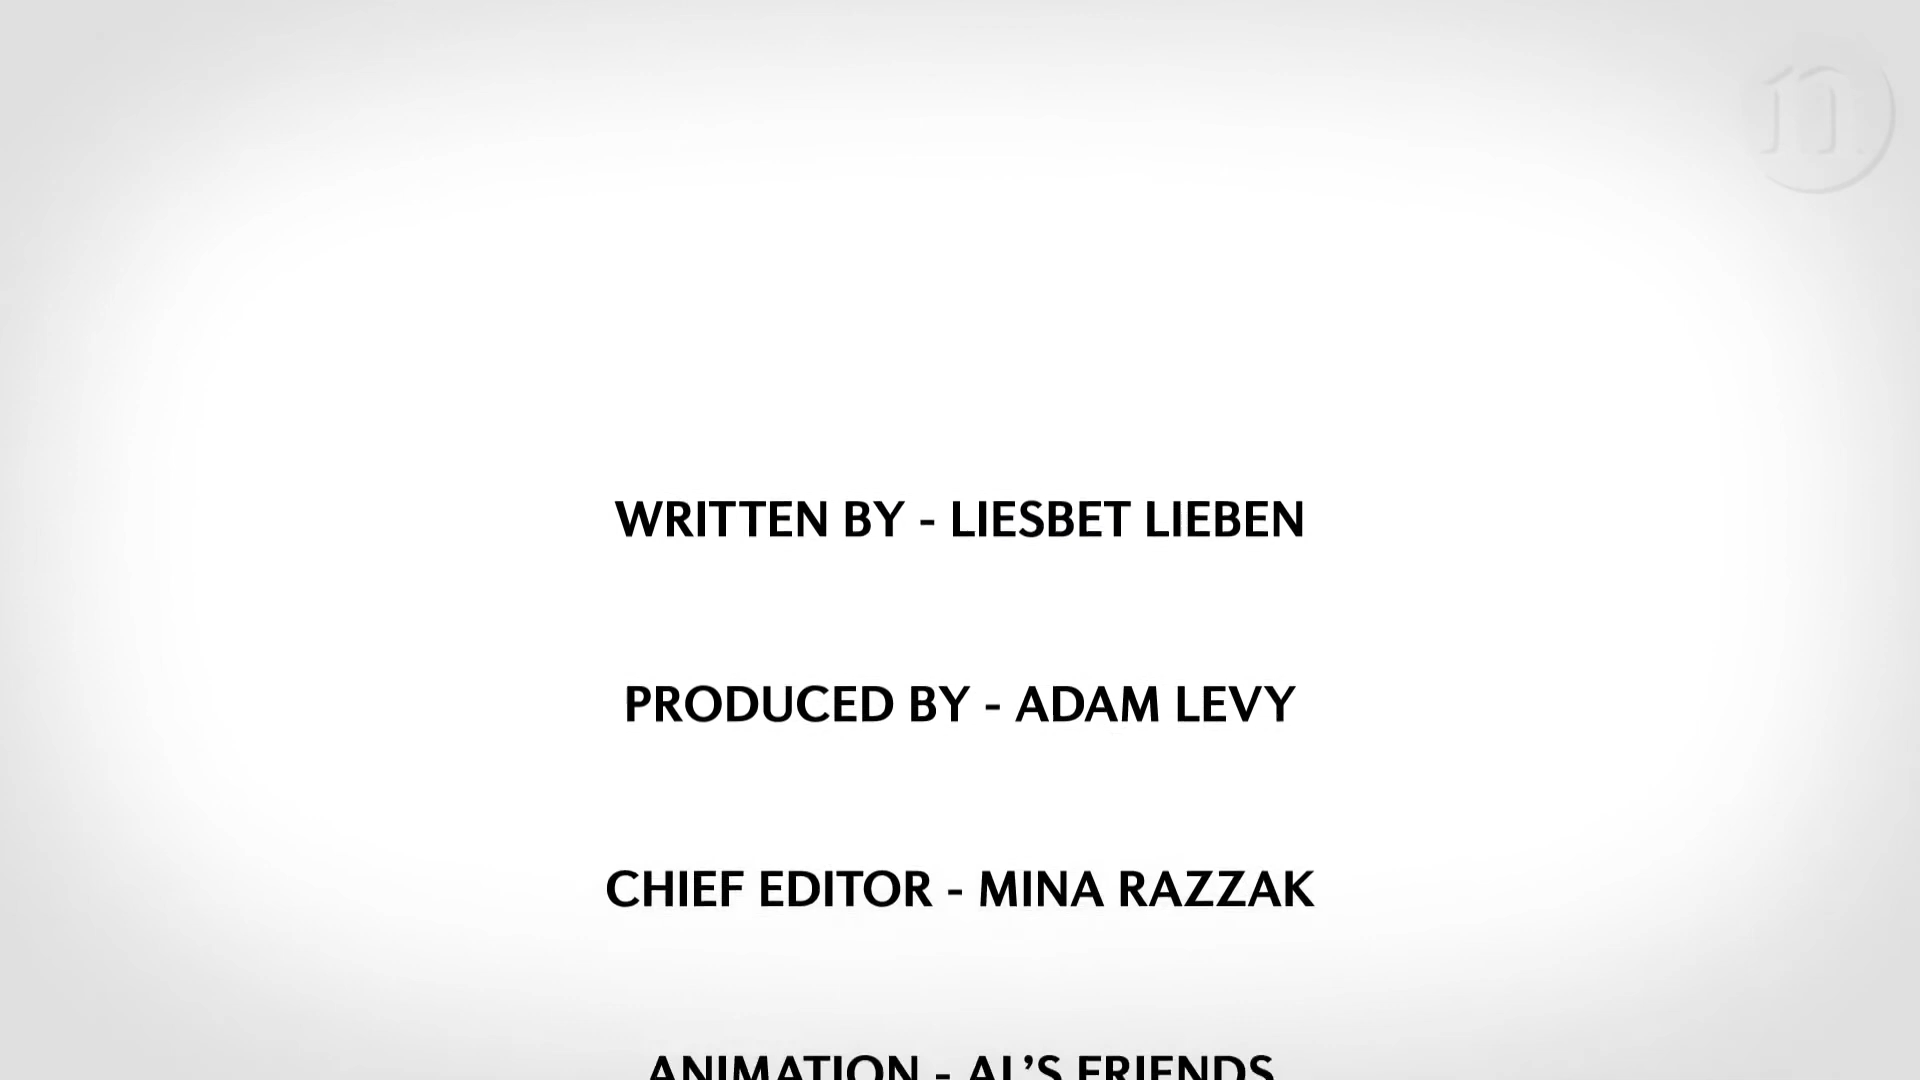 n
WRITTEN BY - LIESBET LIEBEN
PRODUCED BY - ADAM LEVY
CHIEF EDITOR - MINA RAZZAK
ANIMATION - AL'S FRIENDS